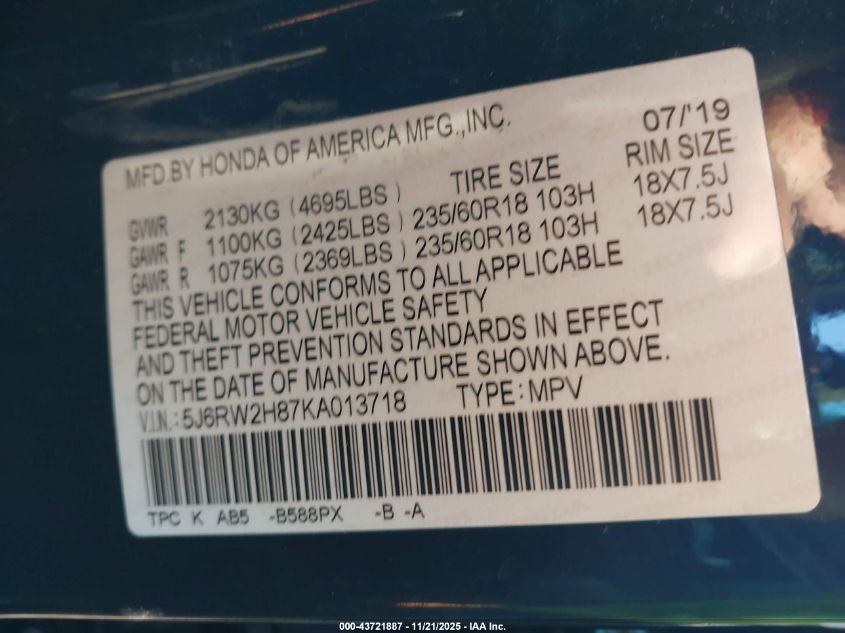 MFD.BY HONDA OF AMERICA MFG.,INC. 07/'19
GVWR 2130KG (4695LBS) TIRE SIZE RIM SIZE
GAWR F 1100KG (2425LBS) 235/60R18 103H 18X7.5J
GAWR R 1075KG (2369LBS) 235/60R18 103H 18X7.5J
THIS VEHICLE CONFORMS TO ALL APPLICABLE
FEDERAL MOTOR VEHICLE SAFETY
AND THEFT PREVENTION STANDARDS IN EFFECT
ON THE DATE OF MANUFACTURE SHOWN ABOVE.
V.I.N.: 5J6RW2H87KA013718 TYPE: MPV
TPC K AB5 -B588PX -B -A
000-43721887 - 11/21/2025 - IAA Inc.